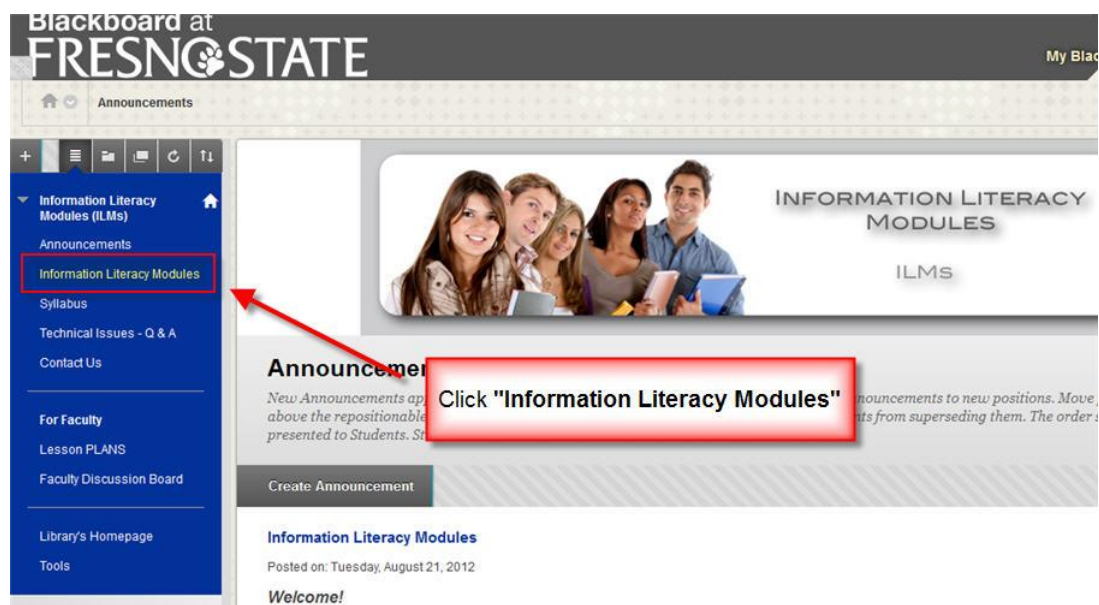 Blackboard at
FRESNO STATE
My Blac
Announcements
Information Literacy
Modules (ILMs)
Announcements
Information Literacy Modules
Syllabus
Technical Issues - Q & A
Contact Us
For Faculty
Lesson PLANS
Faculty Discussion Board
Library's Homepage
Tools
INFORMATION LITERACY
MODULES
ILMs
Announcemen
Click "Information Literacy Modules"
New Announcements ap nouncements to new positions. Move
above the repositionable ts from superseding them. The order s
presented to Students. St
Create Announcement
Information Literacy Modules
Posted on: Tuesday, August 21, 2012
Welcome!